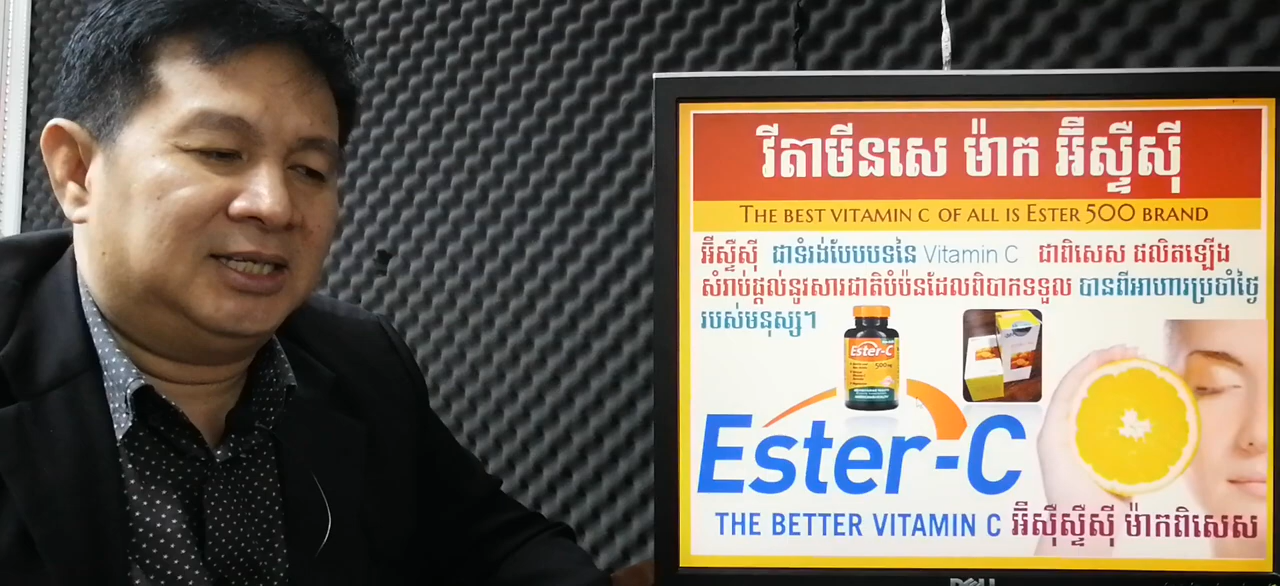 វីតាមីនសេ ម៉ាក អ៊ីស្ទើស៊ី
THE BEST VITAMIN C OF ALL IS ESTER 500 BRAND
អ៊ីស្ទឺស៊ី ជាទំរង់បែបបទនៃ Vitamin C ជាពិសេស ផលិតឡើង
សំរាប់ផ្តល់នូវសារជាតិបំប៉នដែលពិបាកទទួល បានពីអាហារប្រចាំថ្ងៃ
របស់មនុស្ស។
Ester-C
500
Ester-C
THE BETTER VITAMIN C អ៊ីស៊ីស្ទើស៊ី ម៉ាកពិសេស
DELL